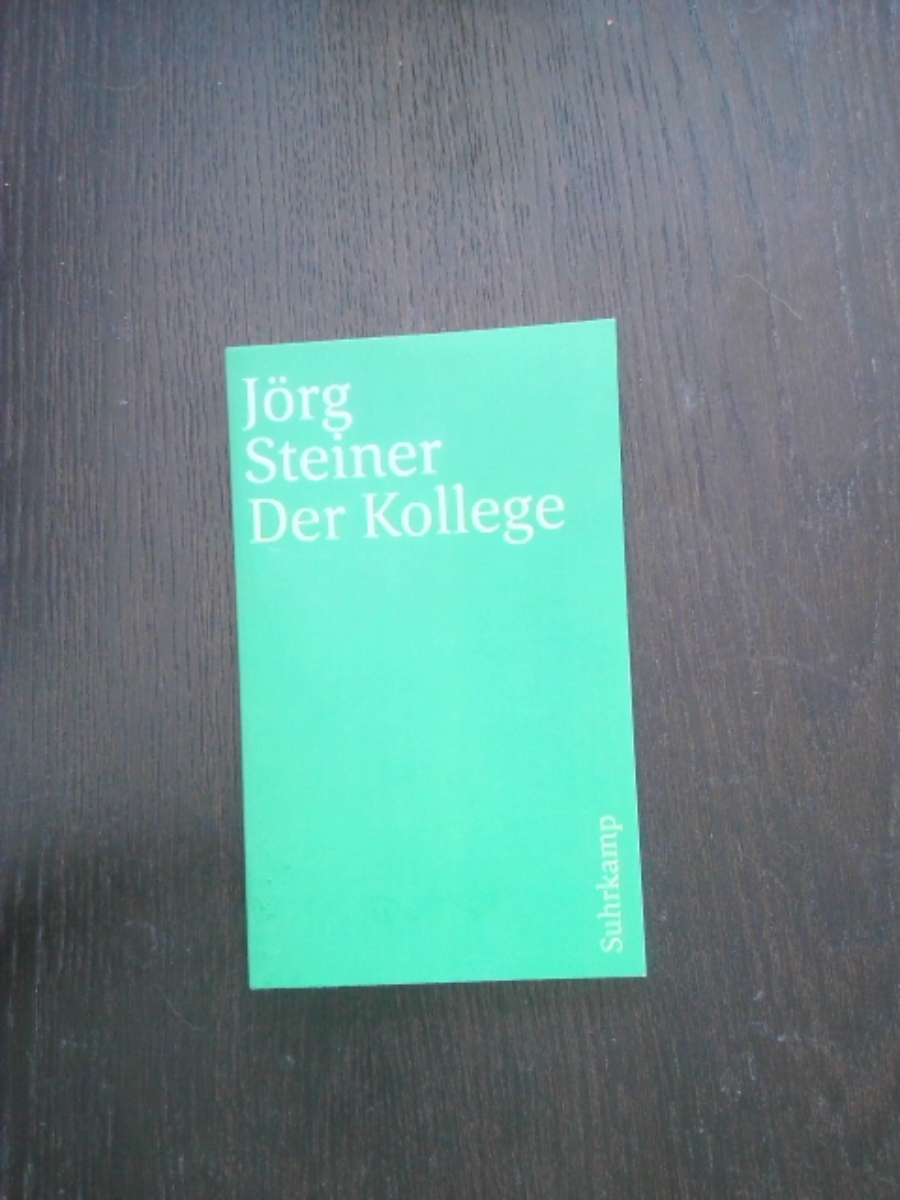 Jörg
Steiner
Der Kollege
Suhrkamp